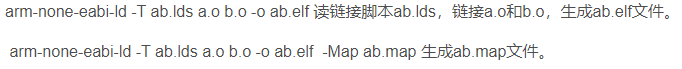 arm-none-eabi-ld -T ab.lds a.o b.o -o ab.elf 读链接脚本ab.lds，链接a.o和b.o，生成ab.elf文件。
arm-none-eabi-ld -T ab.lds a.o b.o -o ab.elf  -Map ab.map 生成ab.map文件。